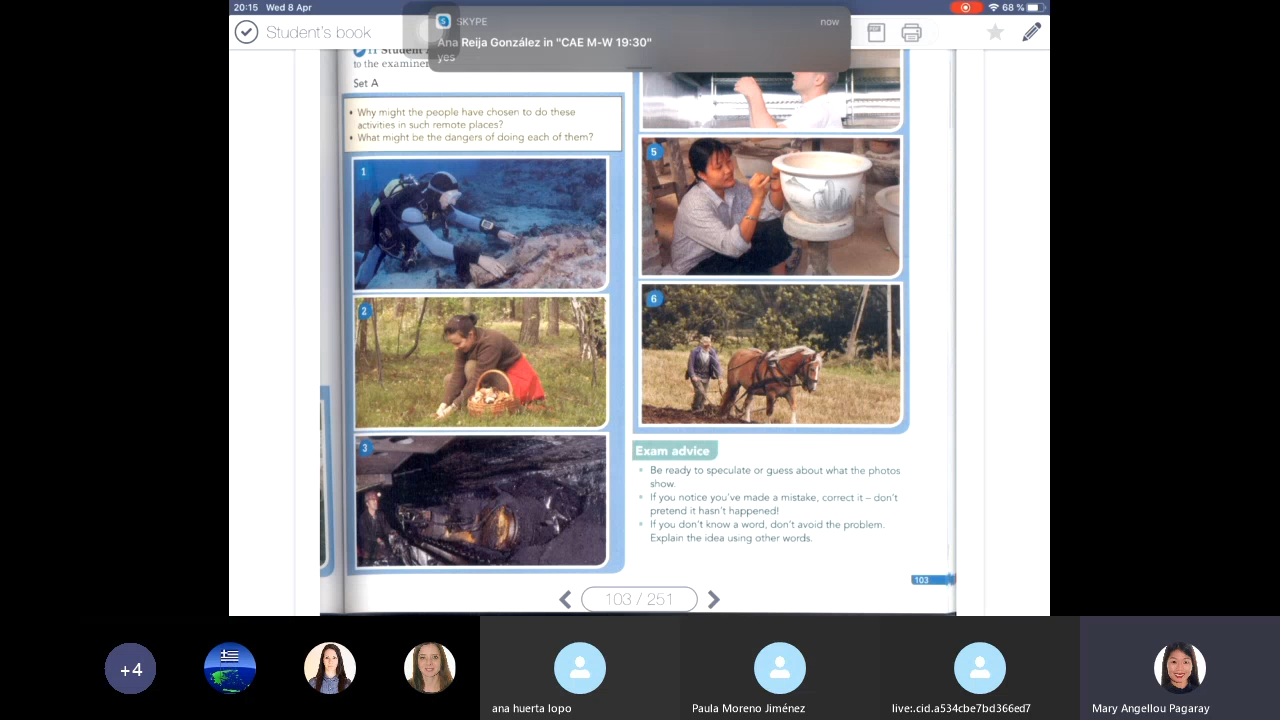 20:15 Wed 8 Apr
68 %
SKYPE
now
Ana Reija González in "CAE M-W 19:30"
yes
Student's book
PDF
11 Student
to the examiner
Set A
• Why might the people have chosen to do these
activities in such remote places?
• What might be the dangers of doing each of them?
1
2
3
5
6
Exam advice
• Be ready to speculate or guess about what the photos
show.
• If you notice you've made a mistake, correct it – don't
pretend it hasn't happened!
• If you don't know a word, don't avoid the problem.
Explain the idea using other words.
103
103 / 251
+4
ana huerta lopo
Paula Moreno Jiménez
live:.cid.a534cbe7bd366ed7
Mary Angellou Pagaray